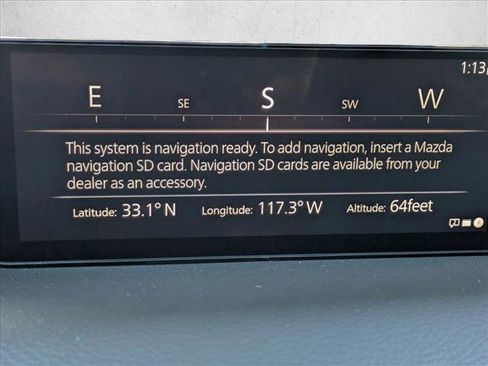 1:13
E SE S SW W
This system is navigation ready. To add navigation, insert a Mazda
navigation SD card. Navigation SD cards are available from your
dealer as an accessory.
Latitude: 33.1° N Longitude: 117.3° W Altitude: 64feet